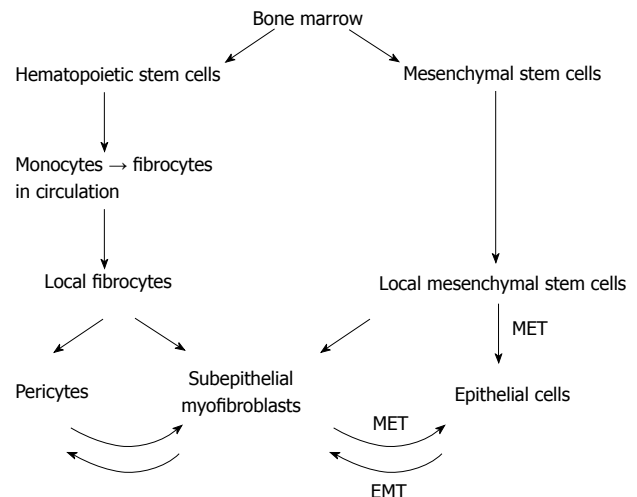 Bone marrow
Hematopoietic stem cells
Mesenchymal stem cells
Monocytes → fibrocytes
in circulation
Local fibrocytes
Local mesenchymal stem cells
MET
Pericytes
Subepithelial
myofibroblasts
Epithelial cells
MET
EMT